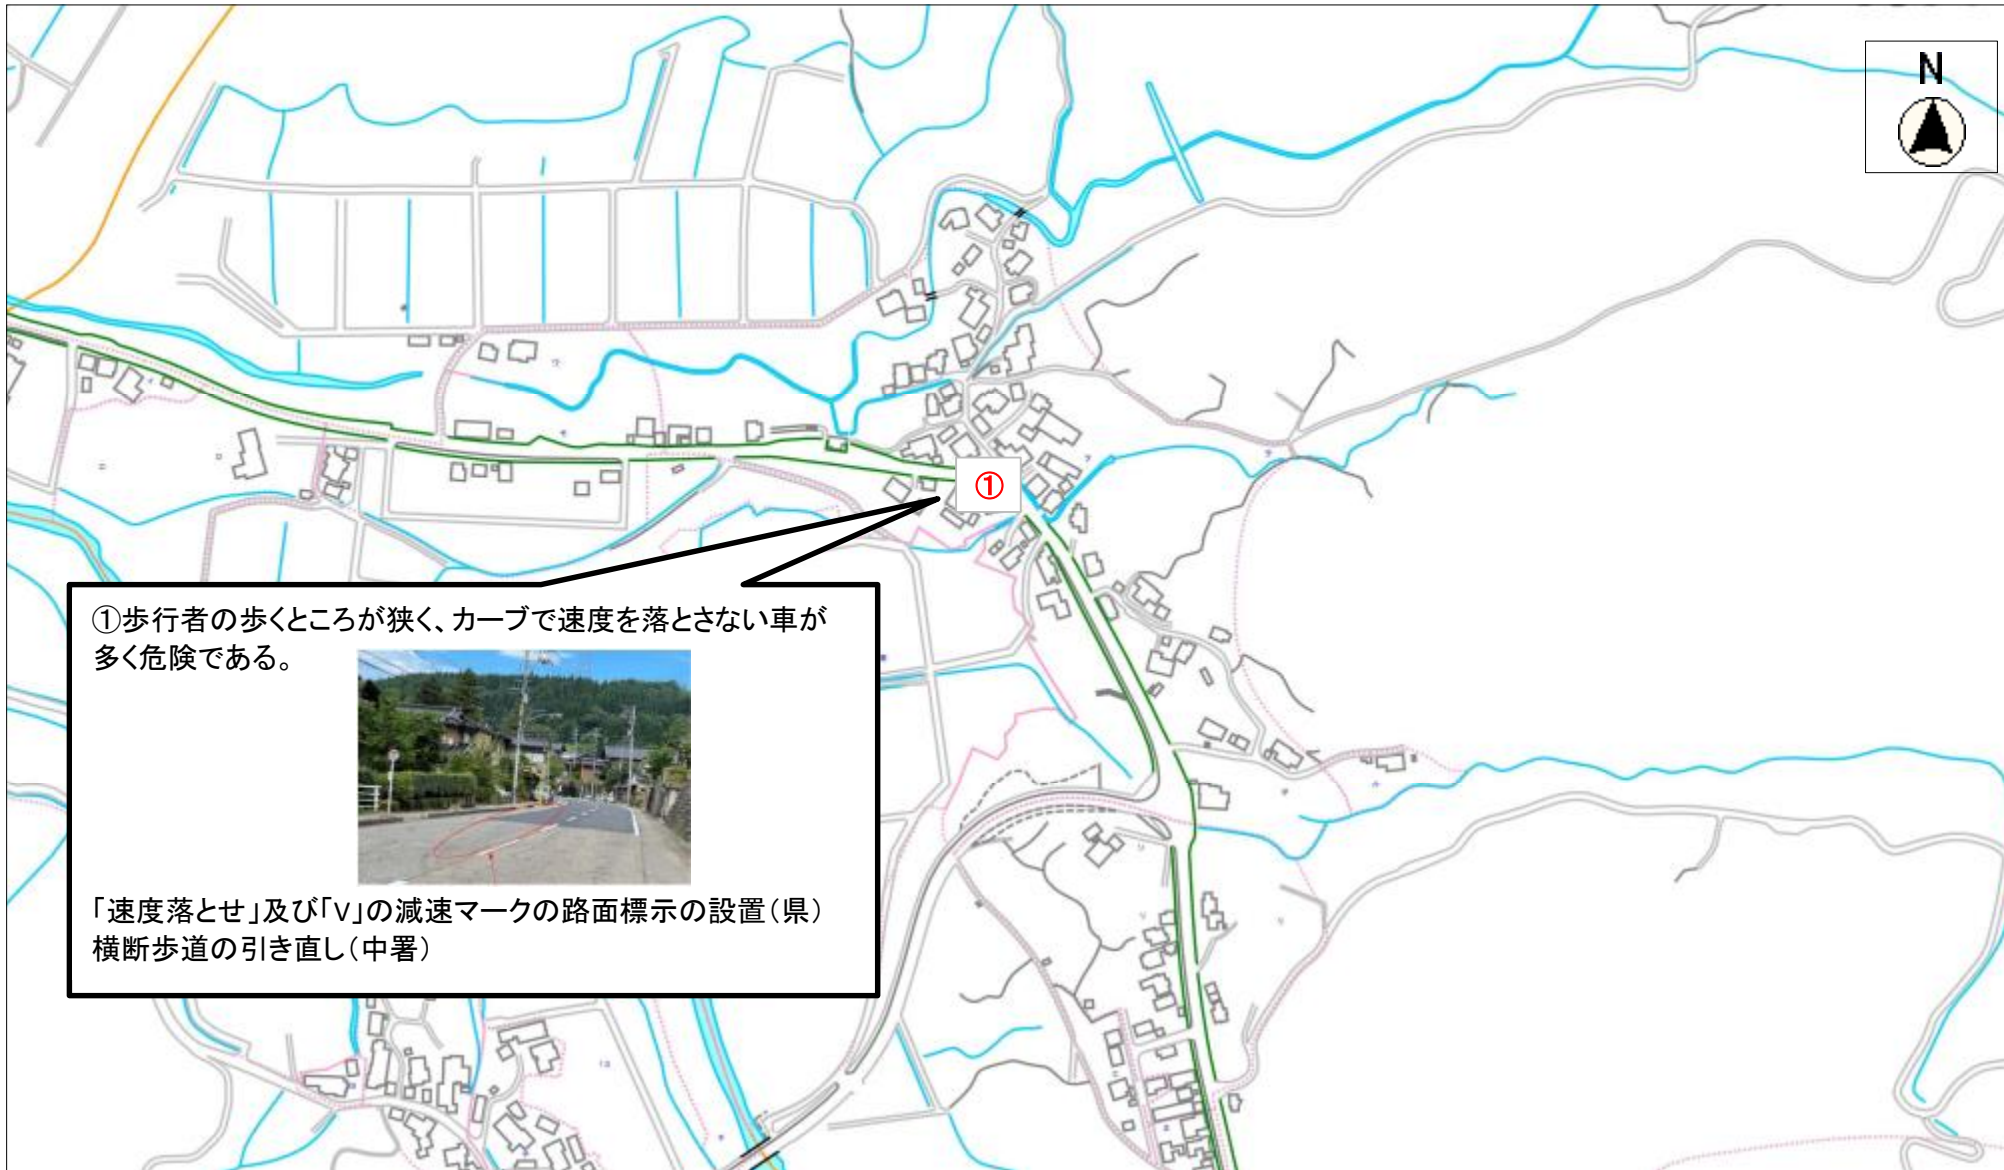 N
①
①歩行者の歩くところが狭く、カーブで速度を落とさない車が
多く危険である。
「速度落とせ」及び「V」の減速マークの路面標示の設置(県)
横断歩道の引き直し(中署)